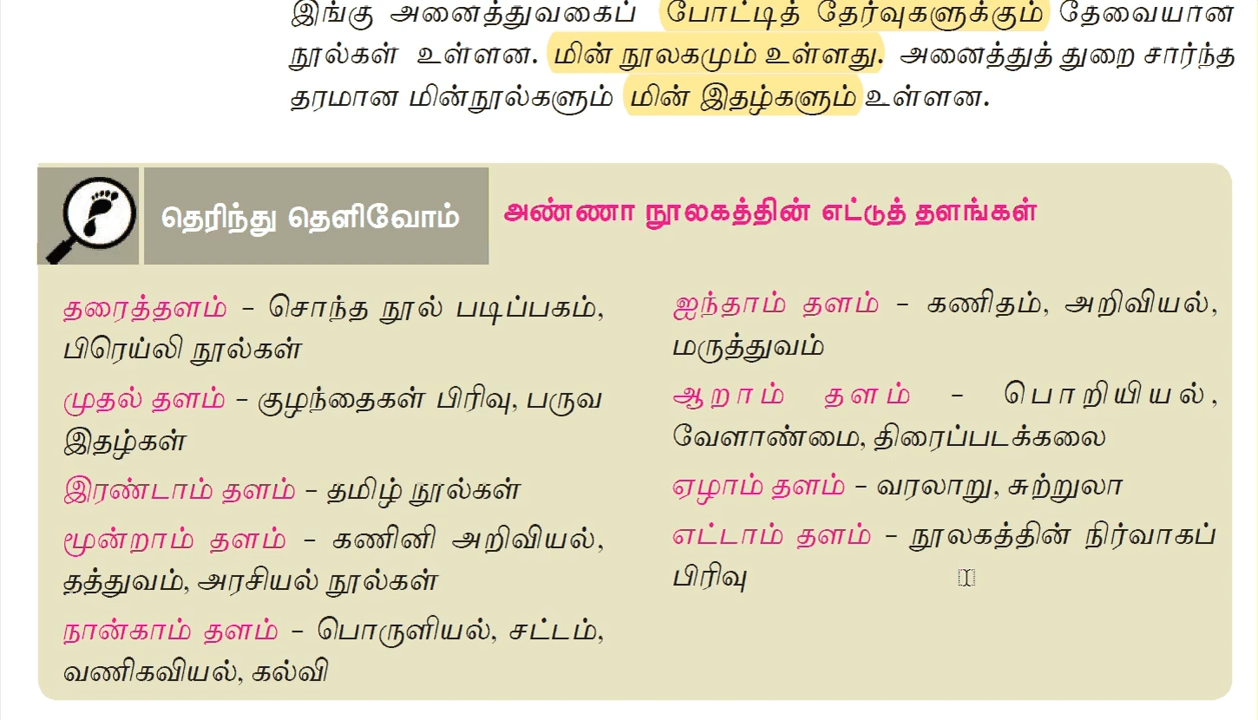 இங்கு அனைத்துவகைப் போட்டித் தேர்வுகளுக்கும் தேவையான
நூல்கள் உள்ளன. மின் நூலகமும் உள்ளது. அனைத்துத் துறை சார்ந்த
தரமான மின்நூல்களும் மின் இதழ்களும் உள்ளன.
தெரிந்து தெளிவோம்
அண்ணா நூலகத்தின் எட்டுத் தளங்கள்
தரைத்தளம் – சொந்த நூல் படிப்பகம்,
பிரெய்லி நூல்கள்
முதல் தளம் – குழந்தைகள் பிரிவு, பருவ
இதழ்கள்
இரண்டாம் தளம் – தமிழ் நூல்கள்
மூன்றாம் தளம் – கணினி அறிவியல்,
தத்துவம், அரசியல் நூல்கள்
நான்காம் தளம் – பொருளியல், சட்டம்,
வணிகவியல், கல்வி
ஐந்தாம் தளம் – கணிதம், அறிவியல்,
மருத்துவம்
ஆறாம் தளம் – பொறியியல்,
வேளாண்மை, திரைப்படக்கலை
ஏழாம் தளம் – வரலாறு, சுற்றுலா
எட்டாம் தளம் – நூலகத்தின் நிர்வாகப்
பிரிவு